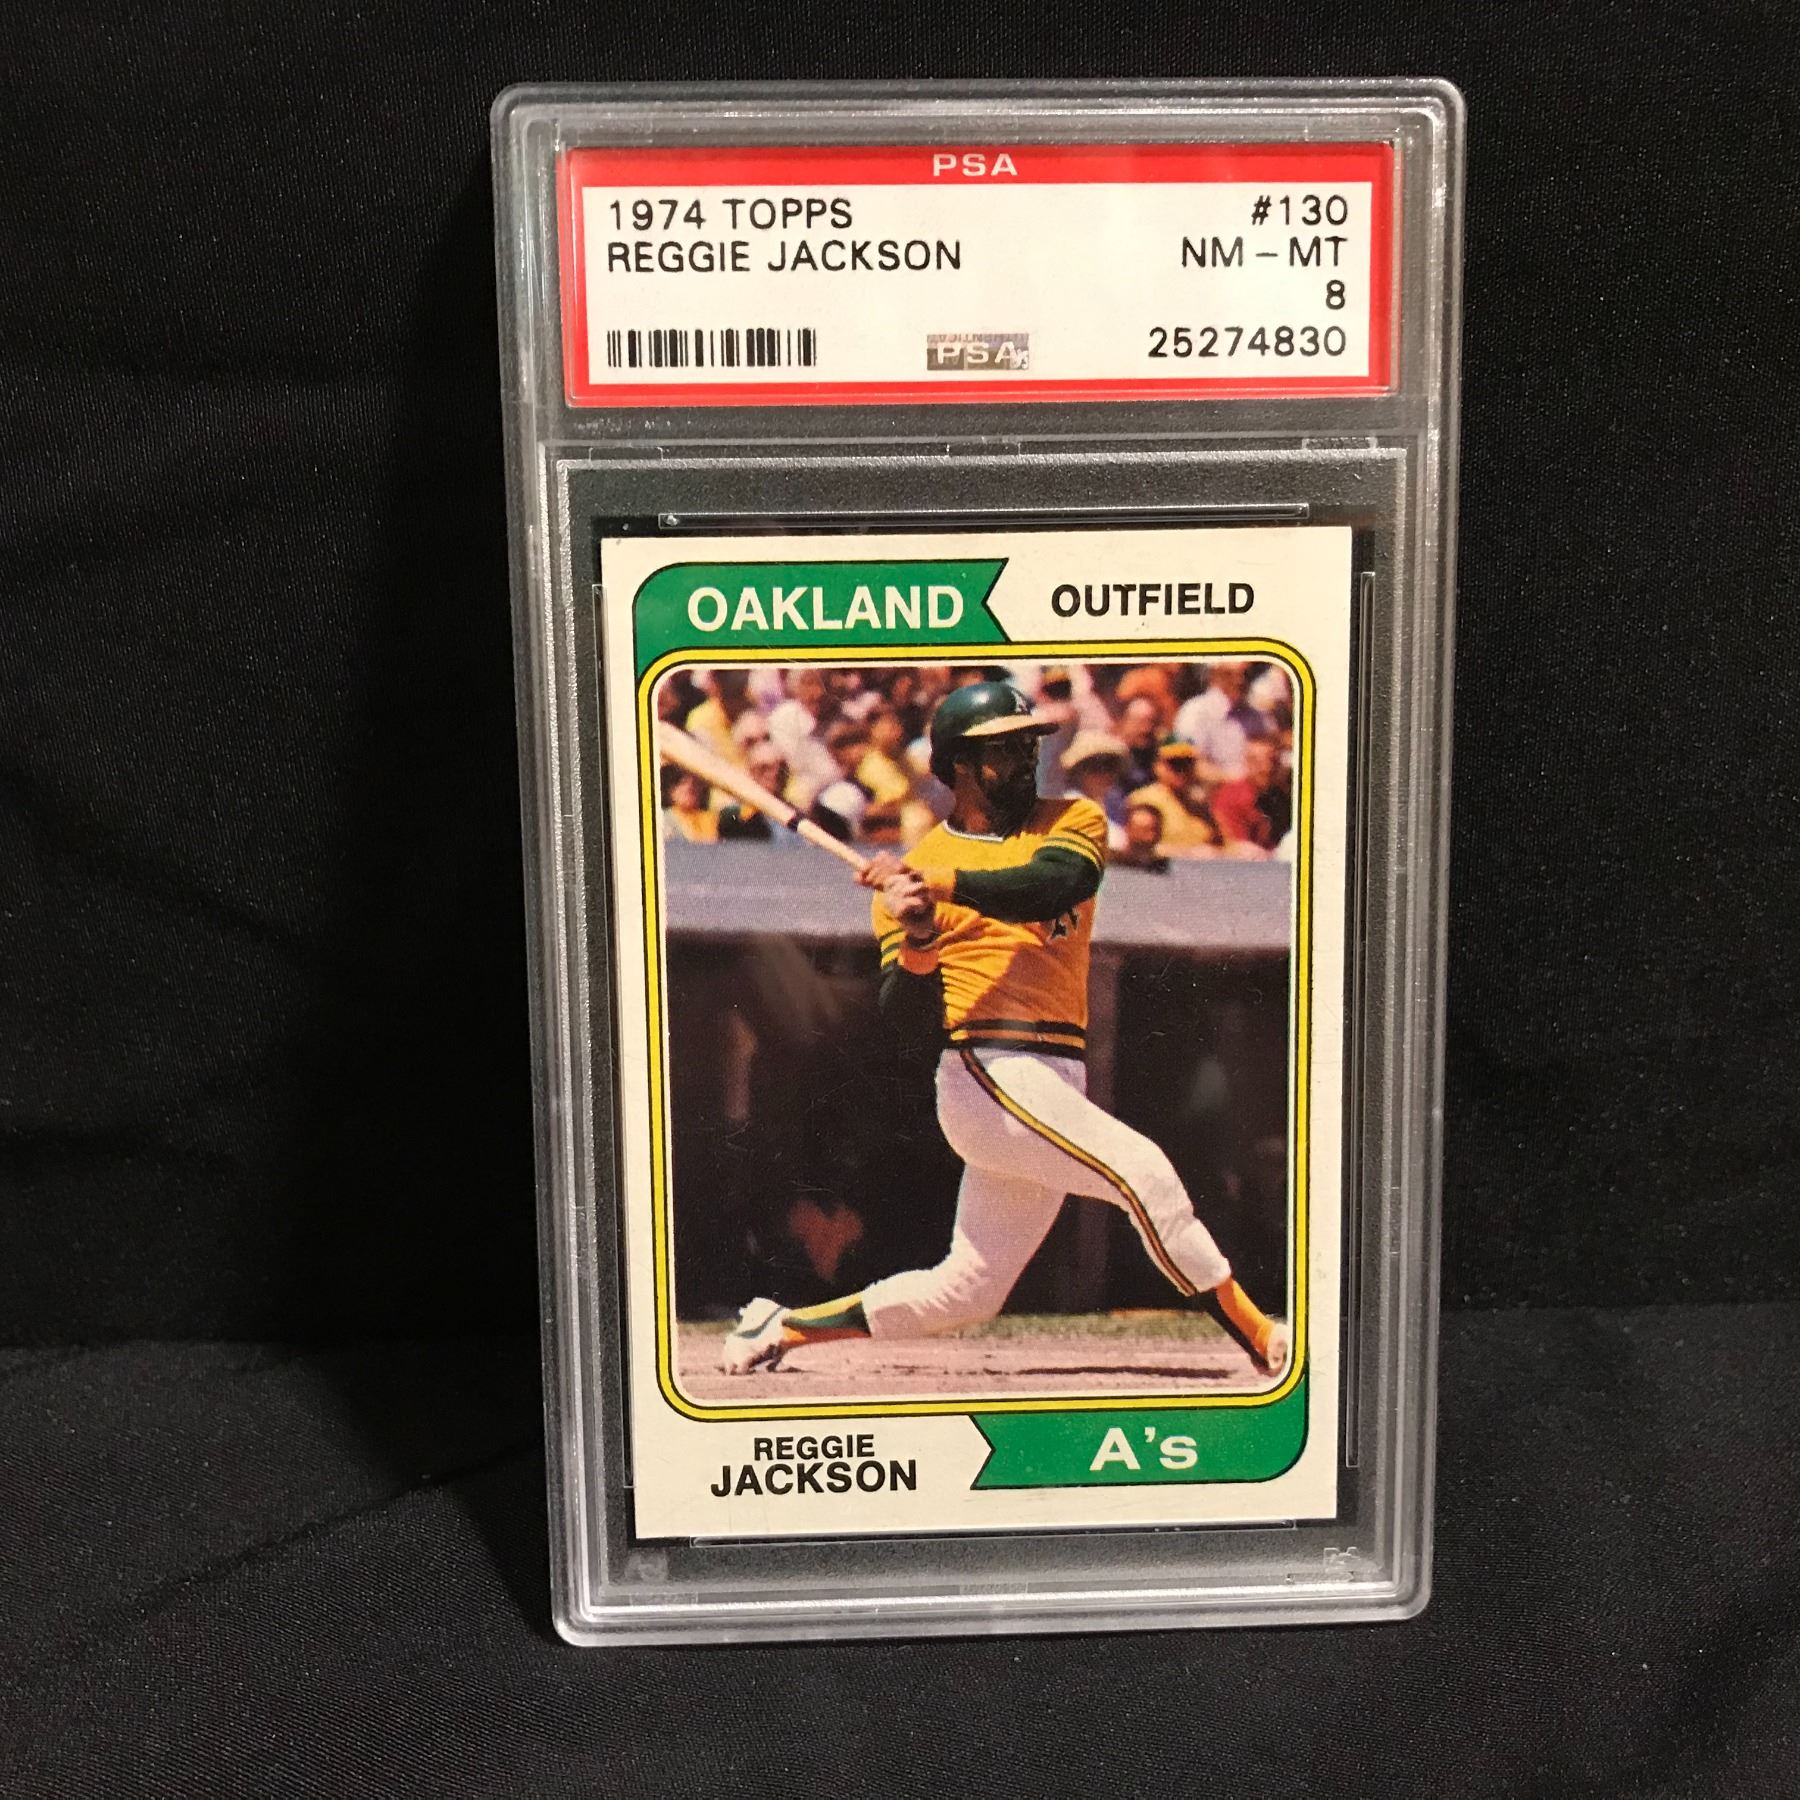 PSA
1974 TOPPS #130
REGGIE JACKSON NM - MT
8
PSA 25274830
OAKLAND OUTFIELD
A
REGGIE
JACKSON
A's